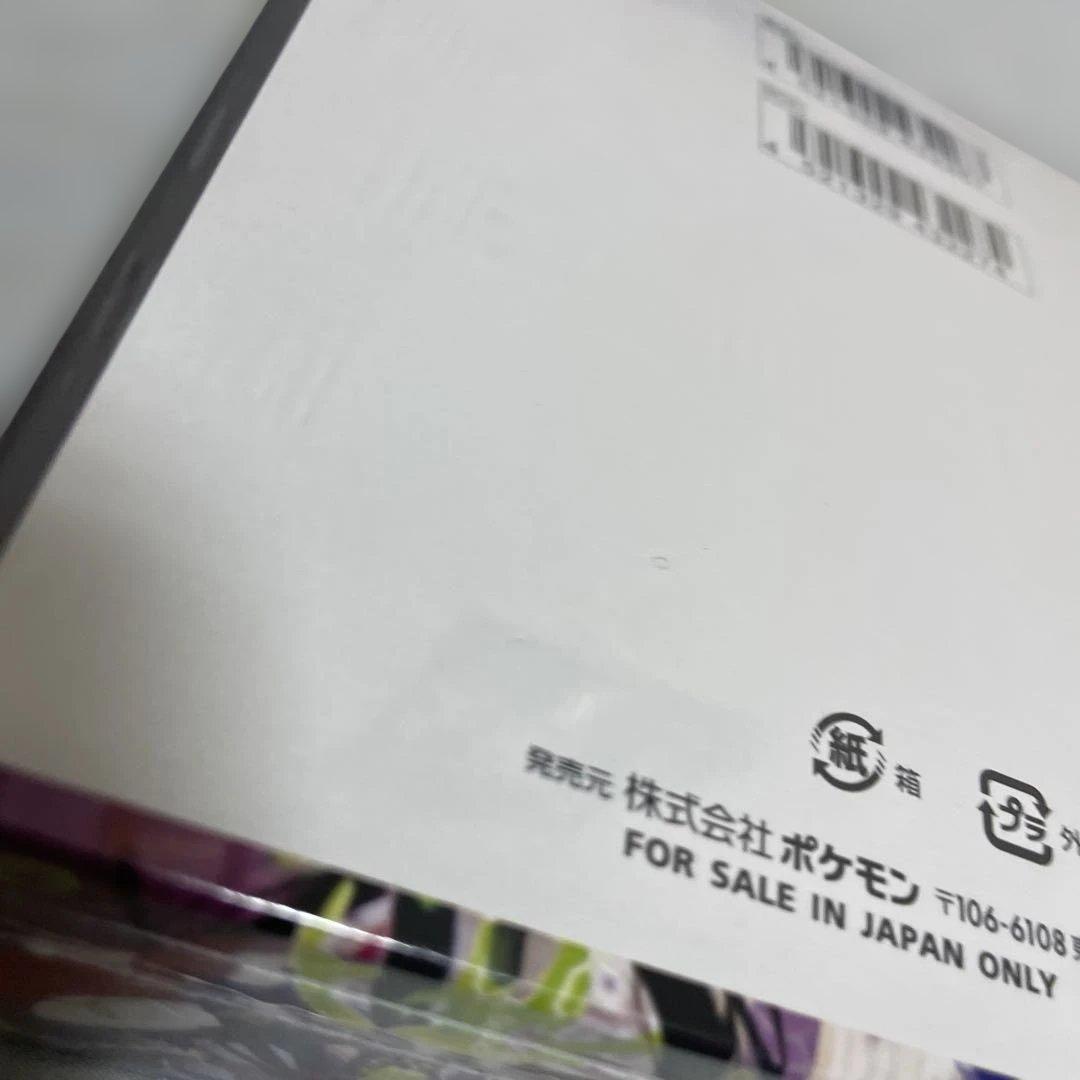 紙 箱
プラ 外
発売元 株式会社 ポケモン 〒106-6108
FOR SALE IN JAPAN ONLY